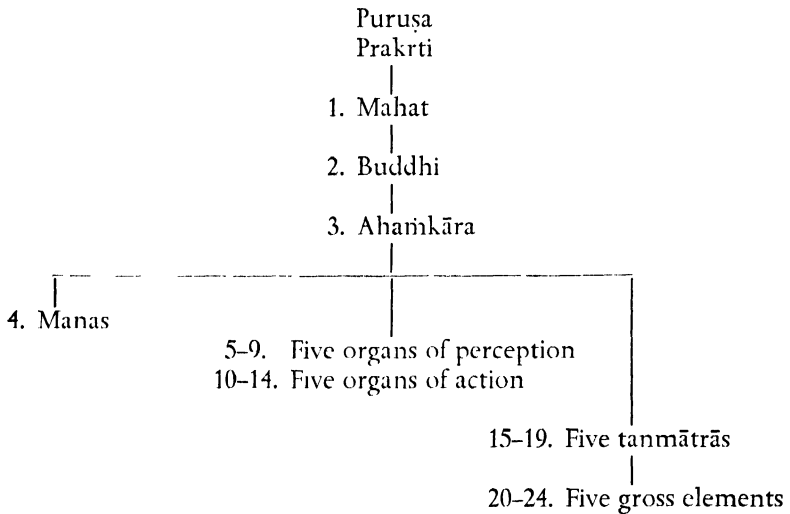 Puruṣa
Prakrti
1. Mahat
2. Buddhi
3. Ahaṁkāra
4. Manas
5–9. Five organs of perception
10–14. Five organs of action
15–19. Five tanmātrās
20–24. Five gross elements